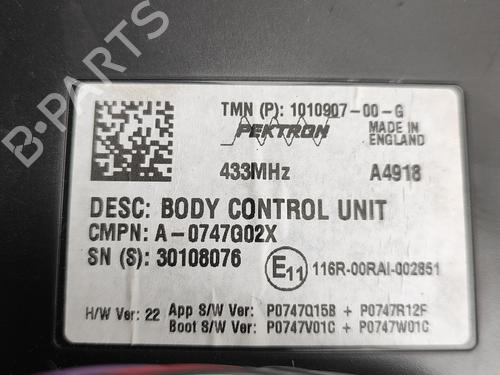 B-PARTS
TMN (P): 1010907-00-G
PEKTRON
MADE IN
ENGLAND
433MHz
A4918
DESC: BODY CONTROL UNIT
CMPN: A-0747G02X
SN (S): 30108076
E11
116R-00RAI-002851
H/W Ver: 22
App S/W Ver: P0747Q15B + P0747R12F
Boot S/W Ver: P0747V01C + P0747W01C